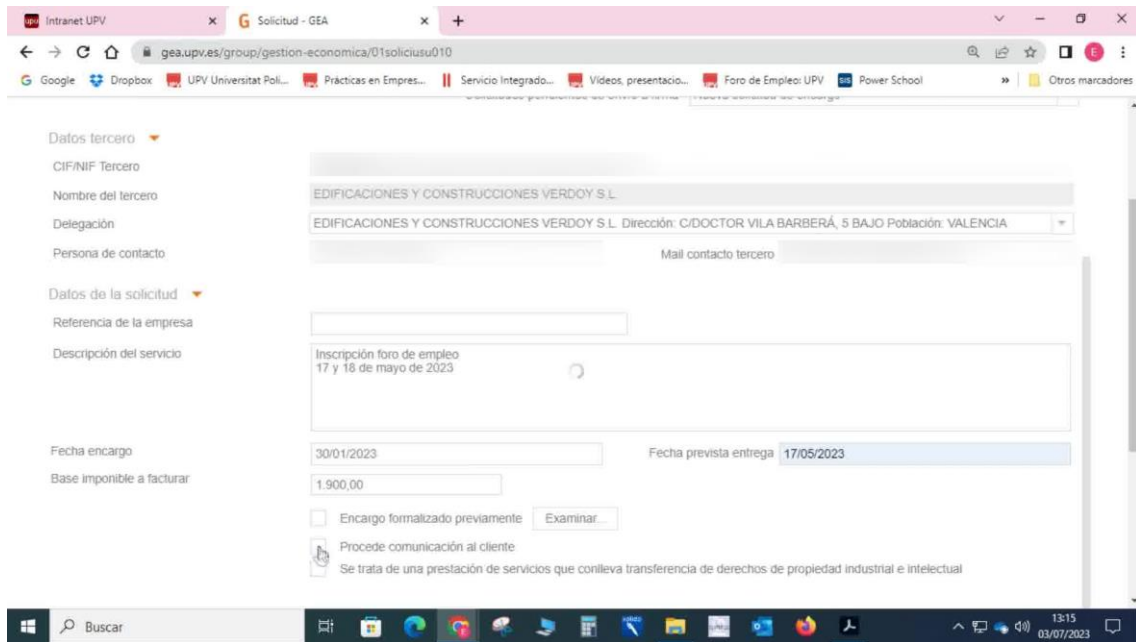 Intranet UPV
Solicitud - GEA
gea.upv.es/group/gestion-economica/01soliciusu010
Google Dropbox UPV Universitat Poli... Prácticas en Empres... Servicio Integrado... Vídeos, presentacio... Foro de Empleo: UPV Power School » Otros marcadores
Datos tercero
CIF/NIF Tercero
Nombre del tercero EDIFICACIONES Y CONSTRUCCIONES VERDOY S.L.
Delegación EDIFICACIONES Y CONSTRUCCIONES VERDOY S.L. Dirección: C/DOCTOR VILA BARBERÁ, 5 BAJO Población: VALENCIA
Persona de contacto Mail contacto tercero
Datos de la solicitud
Referencia de la empresa
Descripción del servicio Inscripción foro de empleo
17 y 18 de mayo de 2023
Fecha encargo 30/01/2023 Fecha prevista entrega 17/05/2023
Base imponible a facturar 1.900,00
Encargo formalizado previamente Examinar...
Procede comunicación al cliente
Se trata de una prestación de servicios que conlleva transferencia de derechos de propiedad industrial e intelectual
Buscar
13:15
03/07/2023